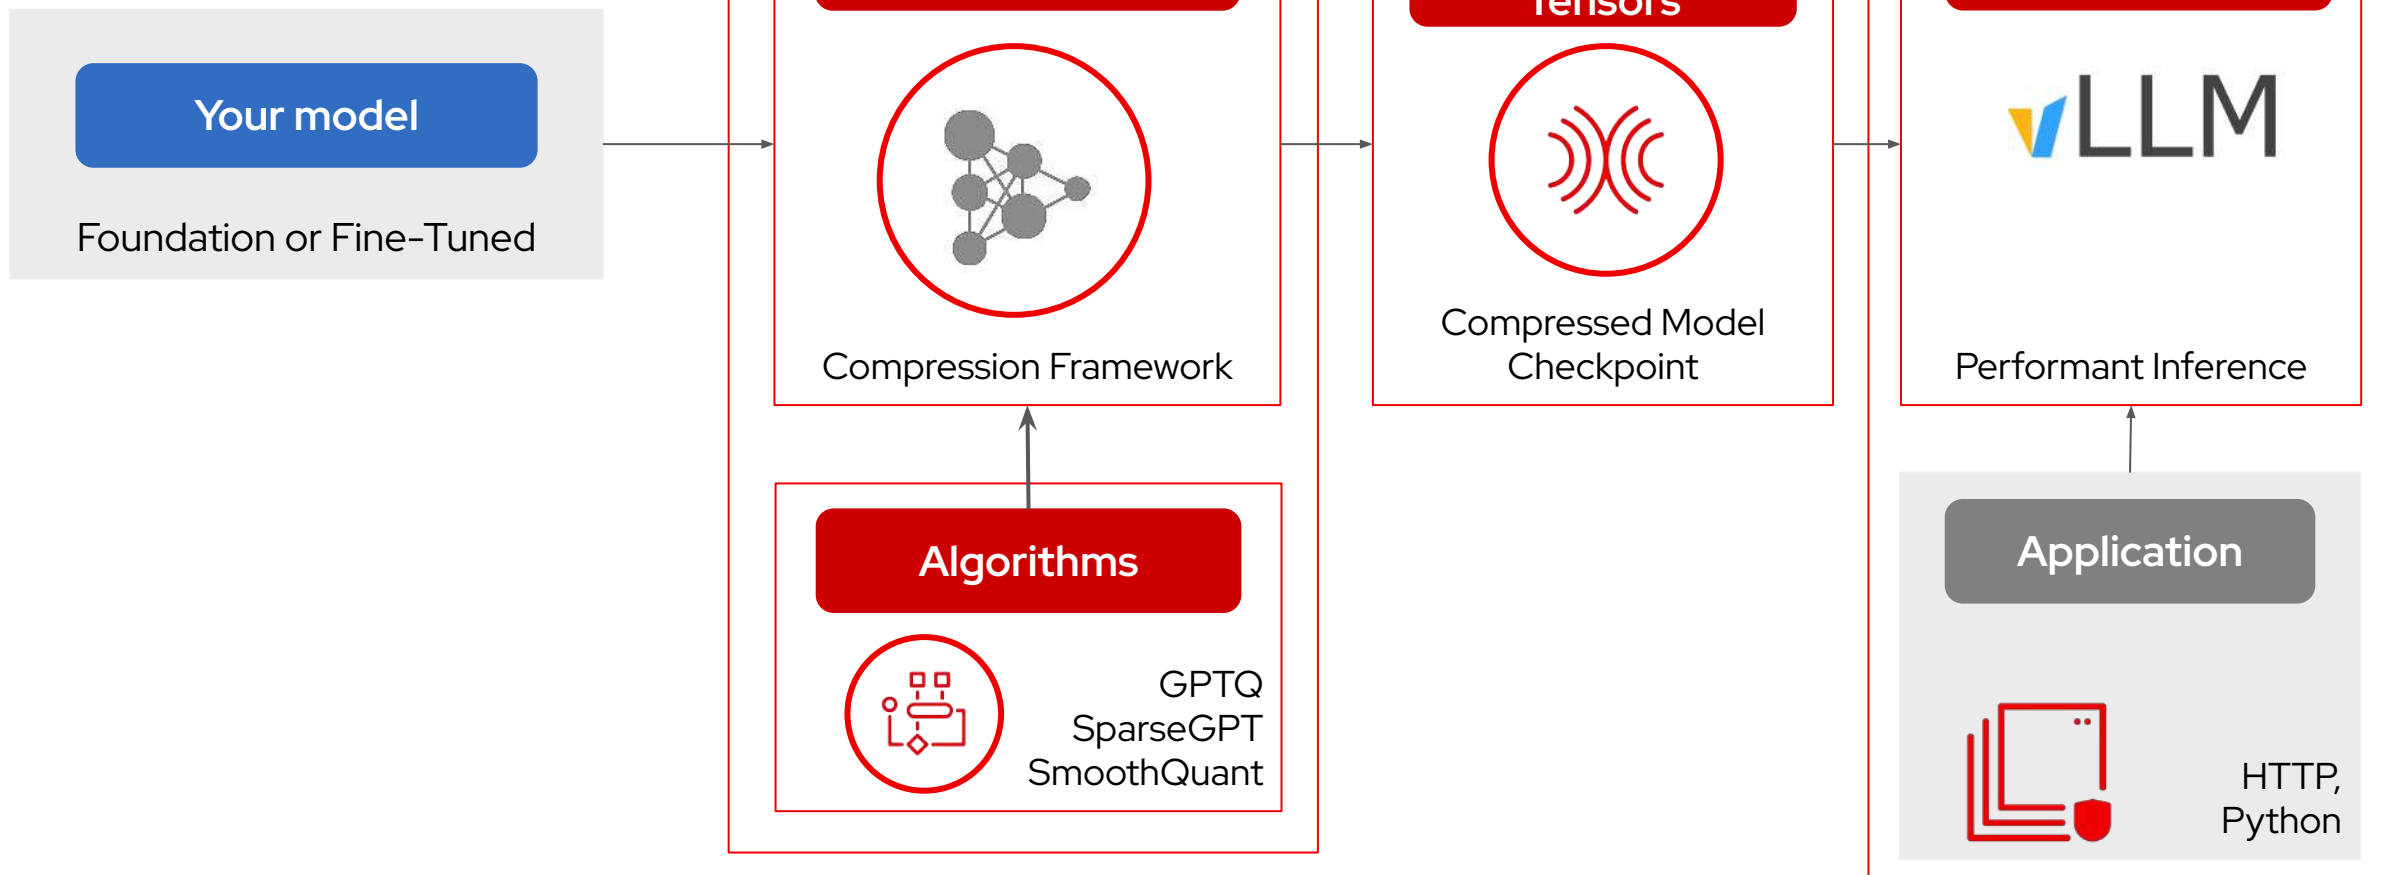 Tensors
Your model
Foundation or Fine-Tuned
Compression Framework
Compressed Model
Checkpoint
vLLM
Performant Inference
Algorithms
GPTQ
SparseGPT
SmoothQuant
Application
HTTP,
Python